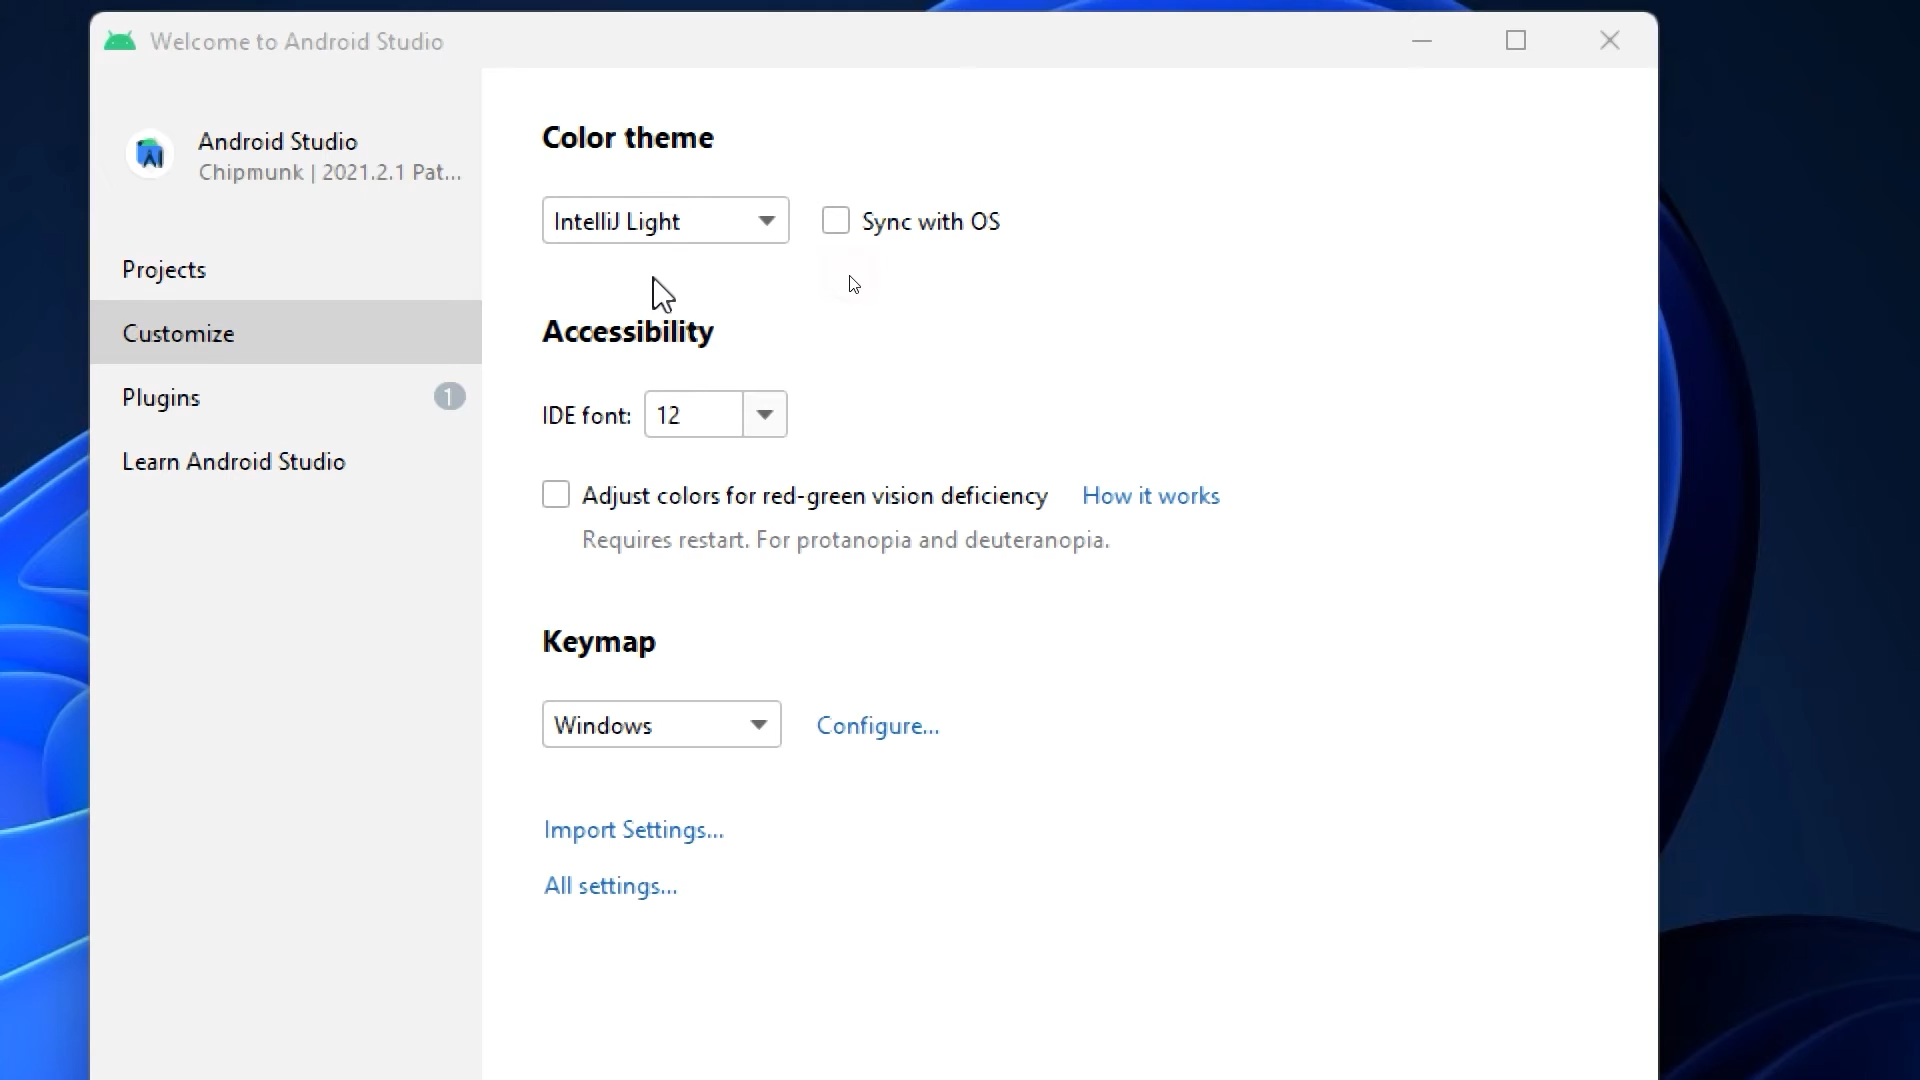 Welcome to Android Studio
Android Studio
Chipmunk | 2021.2.1 Pat...
Projects
Customize
Plugins 1
Learn Android Studio
Color theme
IntelliJ Light Sync with OS
Accessibility
IDE font: 12
Adjust colors for red-green vision deficiency How it works
Requires restart. For protanopia and deuteranopia.
Keymap
Windows Configure...
Import Settings...
All settings...